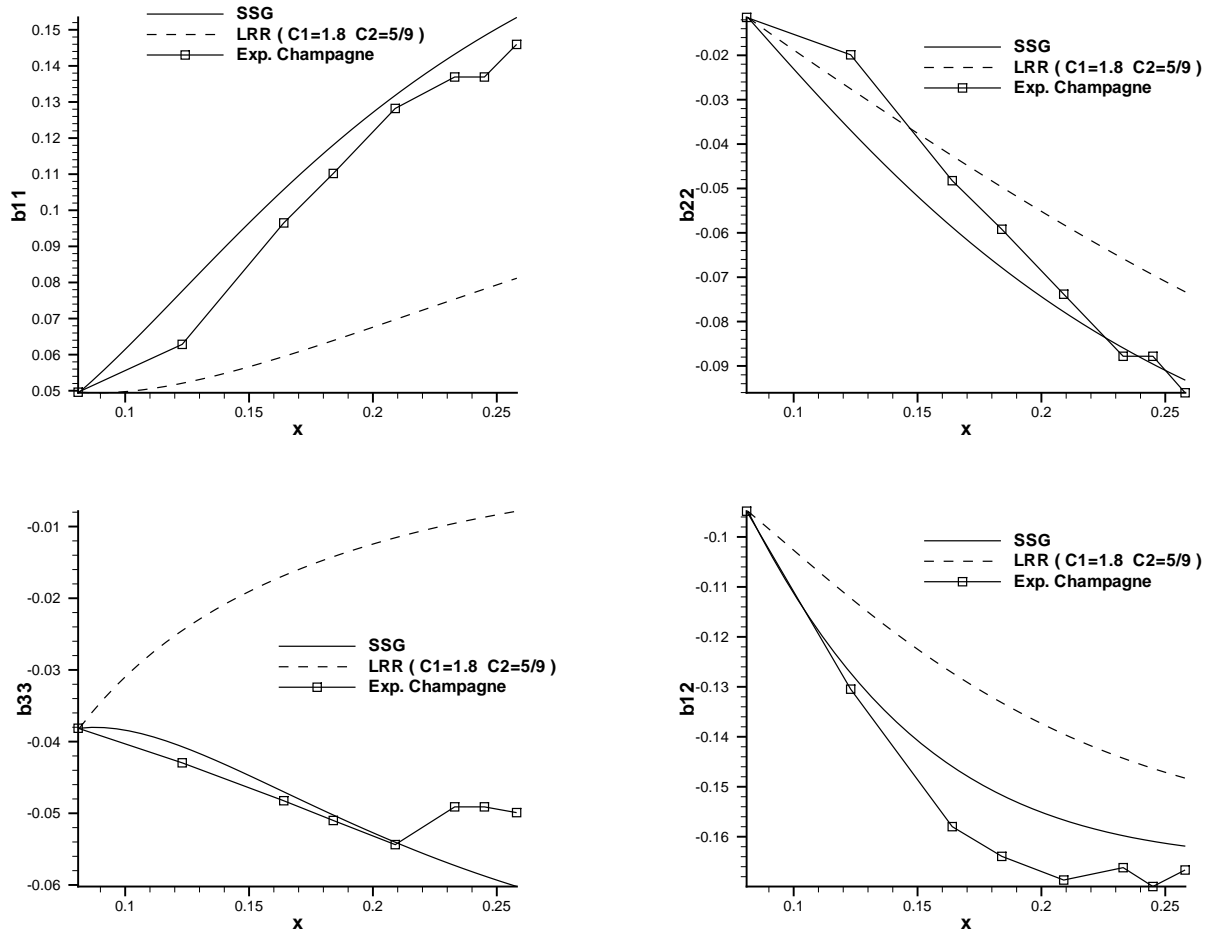 SSG
LRR ( C1=1.8 C2=5/9 )
Exp. Champagne
0.15
0.14
0.13
0.12
0.11
0.1
0.09
0.08
0.07
0.06
0.05
b11
0.1
0.15
0.2
0.25
x
SSG
LRR ( C1=1.8 C2=5/9 )
Exp. Champagne
-0.02
-0.03
-0.04
-0.05
-0.06
-0.07
-0.08
-0.09
b22
0.1
0.15
0.2
0.25
x
SSG
LRR ( C1=1.8 C2=5/9 )
Exp. Champagne
-0.01
-0.02
-0.03
-0.04
-0.05
-0.06
b33
0.1
0.15
0.2
0.25
x
SSG
LRR ( C1=1.8 C2=5/9 )
Exp. Champagne
-0.1
-0.11
-0.12
-0.13
-0.14
-0.15
-0.16
b12
0.1
0.15
0.2
0.25
x